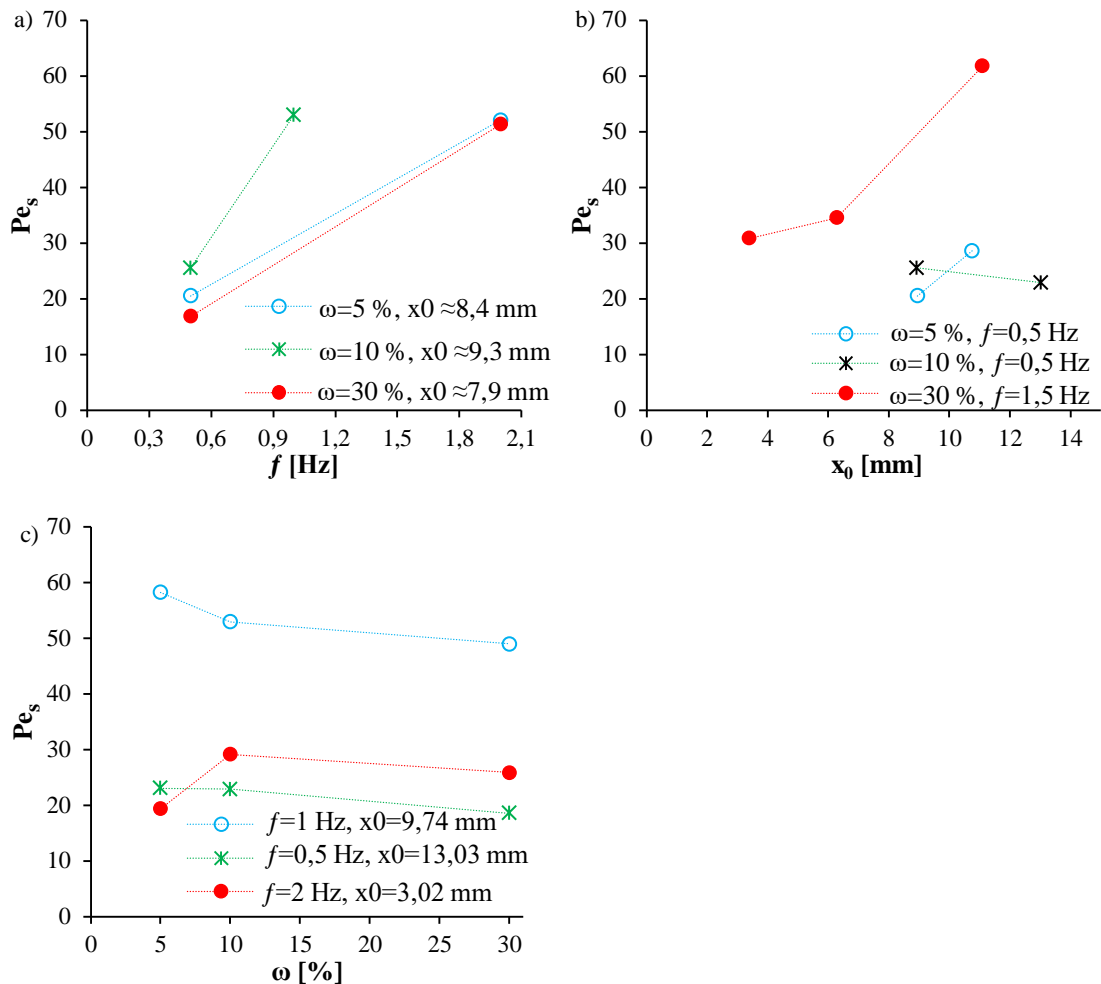 a)
70
60
50
40
30
20
10
0
Pes
0 0,3 0,6 0,9 1,2 1,5 1,8 2,1
f [Hz]
ω=5 %, x0 ≈8,4 mm
ω=10 %, x0 ≈9,3 mm
ω=30 %, x0 ≈7,9 mm
b)
70
60
50
40
30
20
10
0
Pes
0 2 4 6 8 10 12 14
x0 [mm]
ω=5 %, f=0,5 Hz
ω=10 %, f=0,5 Hz
ω=30 %, f=1,5 Hz
c)
70
60
50
40
30
20
10
0
Pes
0 5 10 15 20 25 30
ω [%]
f=1 Hz, x0=9,74 mm
f=0,5 Hz, x0=13,03 mm
f=2 Hz, x0=3,02 mm